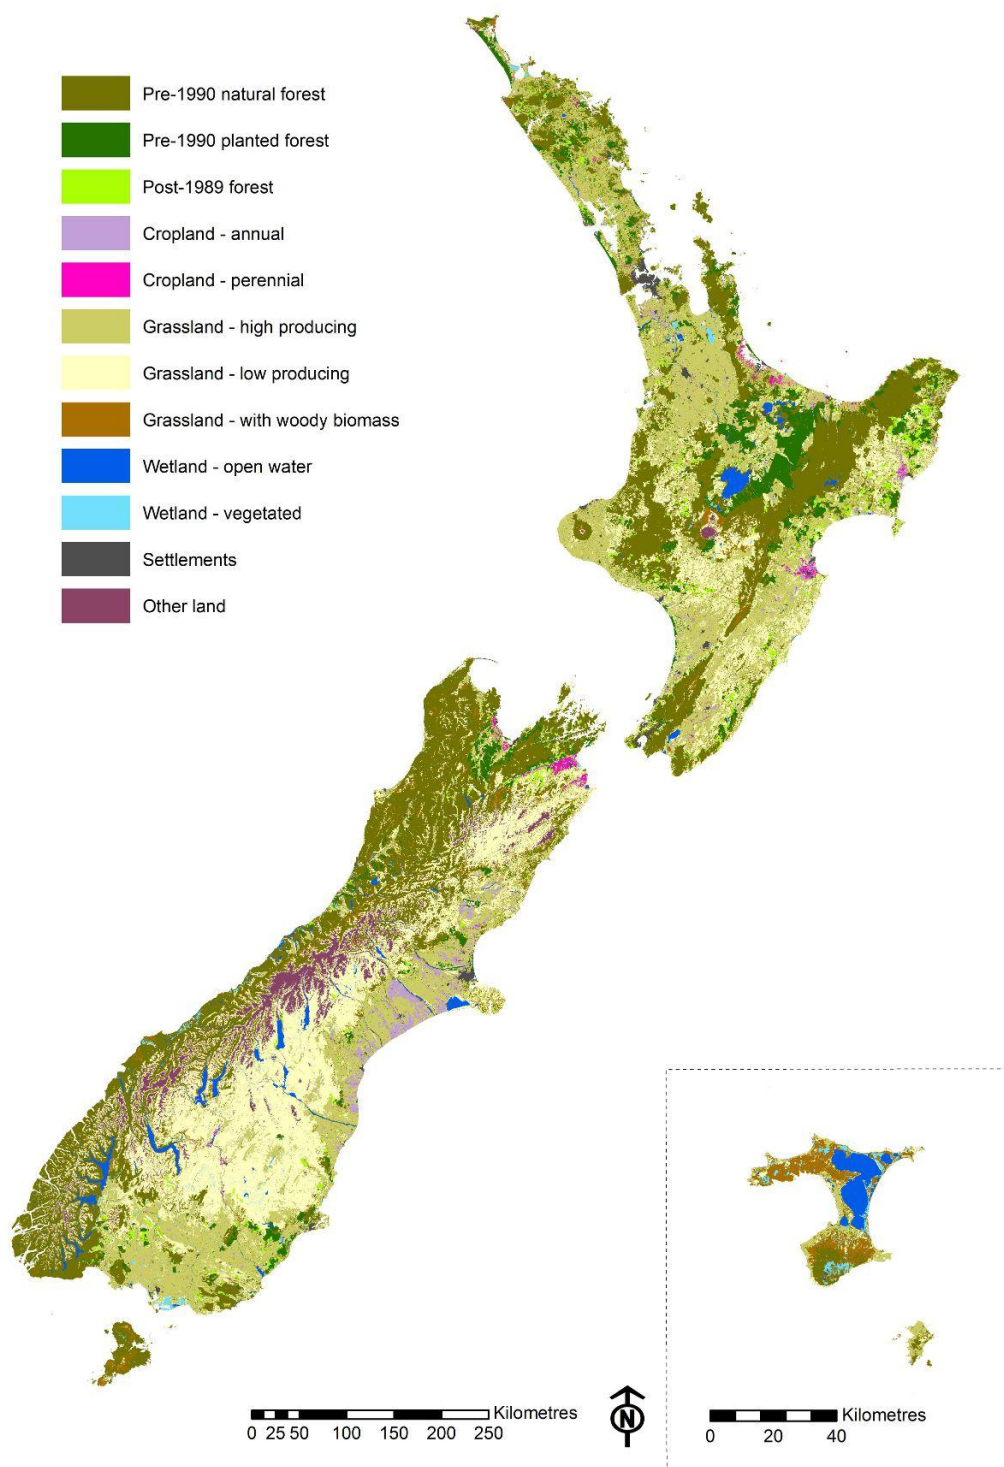 Pre-1990 natural forest
Pre-1990 planted forest
Post-1989 forest
Cropland - annual
Cropland - perennial
Grassland - high producing
Grassland - low producing
Grassland - with woody biomass
Wetland - open water
Wetland - vegetated
Settlements
Other land
Kilometres
0 25 50 100 150 200 250
N
Kilometres
0 20 40